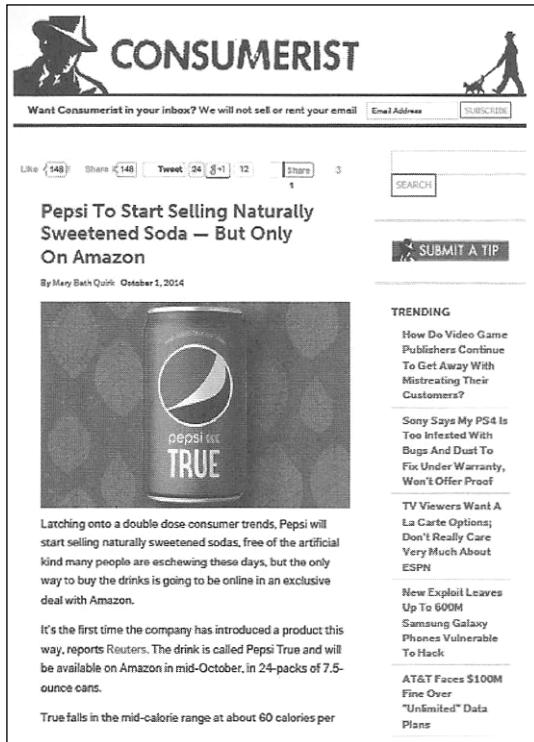 CONSUMERIST
Want Consumerist in your inbox? We will not sell or rent your email
Email Address
SUBSCRIBE
Like 148
Share 148
Tweet 24
+1 12
Share 3
1
SEARCH
Pepsi To Start Selling Naturally
Sweetened Soda — But Only
On Amazon
By Mary Beth Quirk October 1, 2014
pepsi
TRUE
Latching onto a double dose consumer trends, Pepsi will
start selling naturally sweetened sodas, free of the artificial
kind many people are eschewing these days, but the only
way to buy the drinks is going to be online in an exclusive
deal with Amazon.
It's the first time the company has introduced a product this
way, reports Reuters. The drink is called Pepsi True and will
be available on Amazon in mid-October, in 24-packs of 7.5-
ounce cans.
True falls in the mid-calorie range at about 60 calories per
SUBMIT A TIP
TRENDING
How Do Video Game
Publishers Continue
To Get Away With
Mistreating Their
Customers?
Sony Says My PS4 Is
Too Infested With
Bugs And Dust To
Fix Under Warranty,
Won't Offer Proof
TV Viewers Want A
La Carte Options;
Don't Really Care
Very Much About
ESPN
New Exploit Leaves
Up To 600M
Samsung Galaxy
Phones Vulnerable
To Hack
AT&T Faces $100M
Fine Over
"Unlimited" Data
Plans